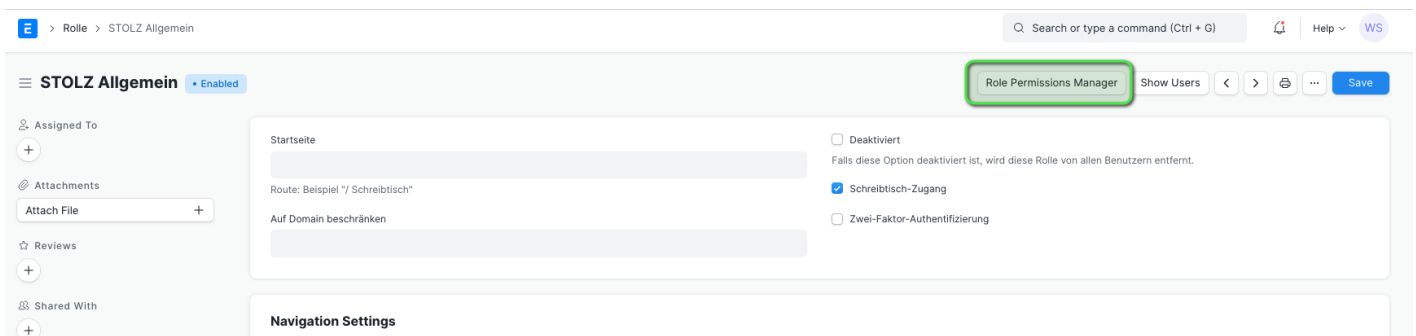 E > Rolle > STOLZ Allgemein Search or type a command (Ctrl + G) Help WS
STOLZ Allgemein • Enabled Role Permissions Manager Show Users < > ... Save
Assigned To
+
Attachments
Attach File +
Reviews
+
Shared With
+
Startseite
Route: Beispiel "/ Schreibtisch"
Auf Domain beschränken
Deaktiviert
Falls diese Option deaktiviert ist, wird diese Rolle von allen Benutzern entfernt.
Schreibtisch-Zugang
Zwei-Faktor-Authentifizierung
Navigation Settings